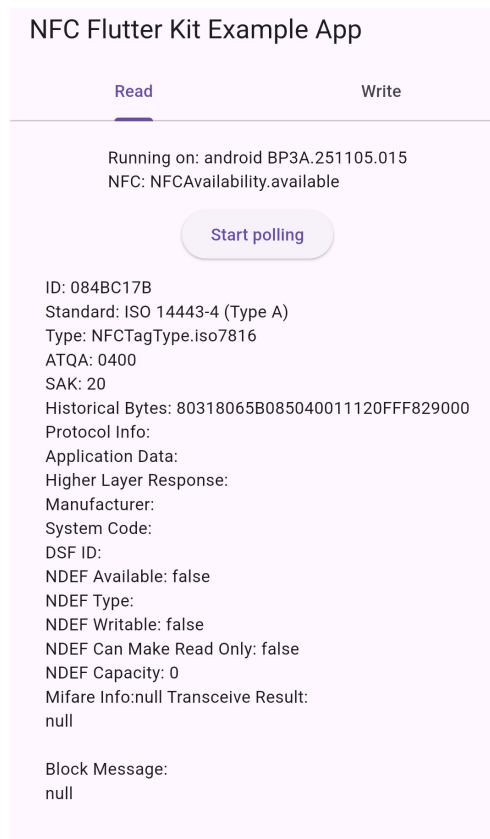 NFC Flutter Kit Example App
Read
Write
Running on: android BP3A.251105.015
NFC: NFCAvailability.available
Start polling
ID: 084BC17B
Standard: ISO 14443-4 (Type A)
Type: NFCTagType.iso7816
ATQA: 0400
SAK: 20
Historical Bytes: 80318065B085040011120FFF829000
Protocol Info:
Application Data:
Higher Layer Response:
Manufacturer:
System Code:
DSF ID:
NDEF Available: false
NDEF Type:
NDEF Writable: false
NDEF Can Make Read Only: false
NDEF Capacity: 0
Mifare Info:null Transceive Result:
null
Block Message:
null